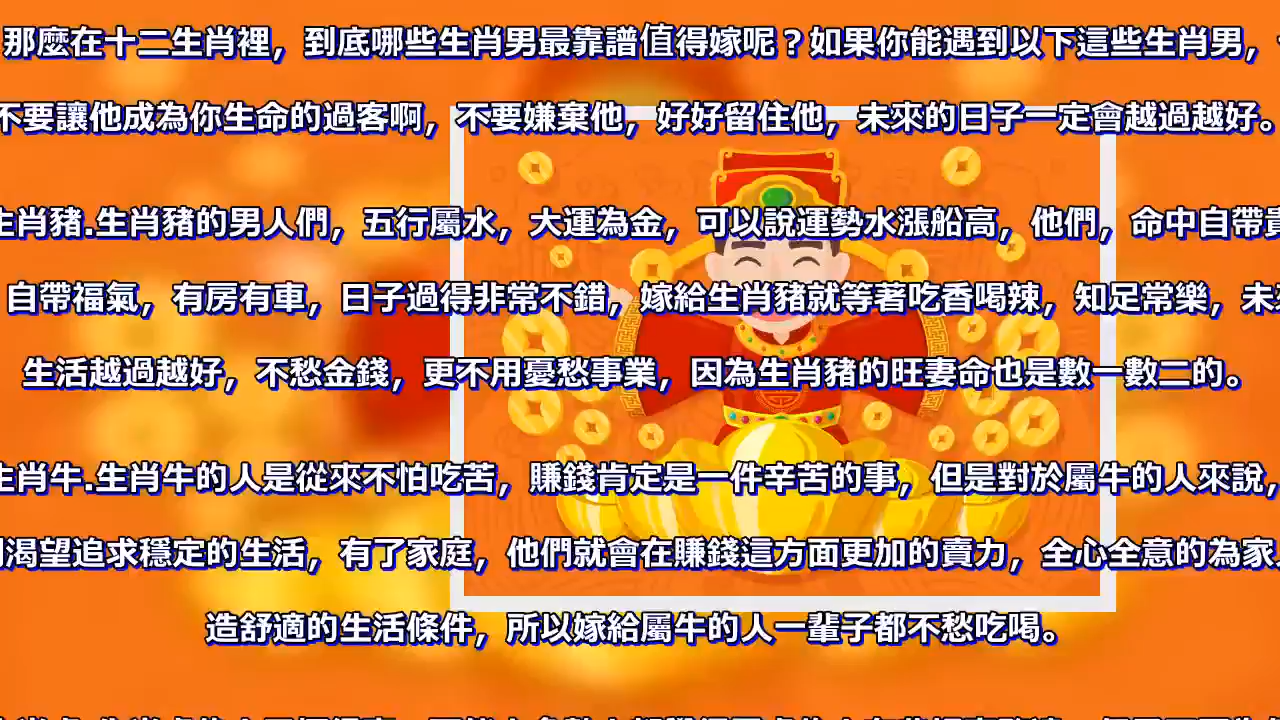 那麼在十二生肖裡，到底哪些生肖男最靠譜值得嫁呢？如果你能遇到以下這些生肖男，
不要讓他成為你生命的過客啊，不要嫌棄他，好好留住他，未來的日子一定會越過越好。
生肖豬.生肖豬的男人們，五行屬水，大運為金，可以說運勢水漲船高，他們，命中自帶貴
自帶福氣，有房有車，日子過得非常不錯，嫁給生肖豬就等著吃香喝辣，知足常樂，未
生活越過越好，不愁金錢，更不用憂愁事業，因為生肖豬的旺妻命也是數一數二的。
生肖牛.生肖牛的人是從來不怕吃苦，賺錢肯定是一件辛苦的事，但是對於屬牛的人來說，
渴望追求穩定的生活，有了家庭，他們就會在賺錢這方面更加的賣力，全心全意的為家
造舒適的生活條件，所以嫁給屬牛的人一輩子都不愁吃喝。